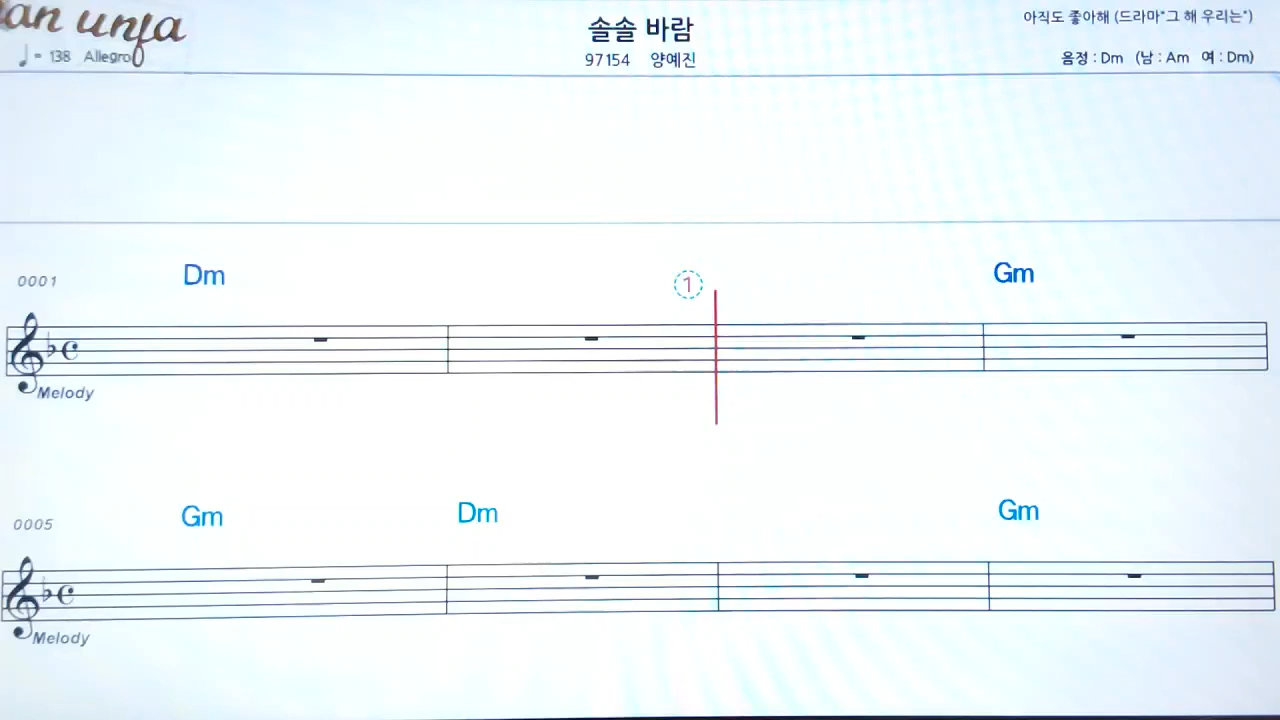 솔솔 바람
아직도 좋아해 (드라마"그 해 우리는")
♩ = 138 Allegro
97154 양예진
음정 : Dm (남 : Am 여 : Dm)
0001 Dm ① Gm
Melody
0005 Gm Dm Gm
Melody